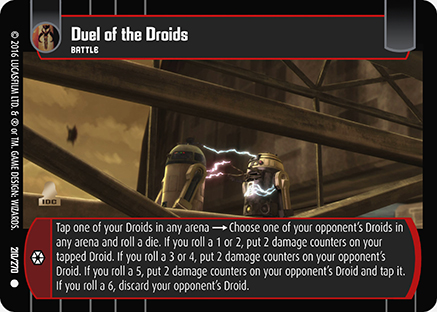 Duel of the Droids
BATTLE
© 2016 LUCASFILM LTD. & ® or TM. GAME DESIGN: WIZARDS.
IDC
Tap one of your Droids in any arena → Choose one of your opponent's Droids in
any arena and roll a die. If you roll a 1 or 2, put 2 damage counters on your
tapped Droid. If you roll a 3 or 4, put 2 damage counters on your opponent's
Droid. If you roll a 5, put 2 damage counters on your opponent's Droid and tap it.
If you roll a 6, discard your opponent's Droid.
210/270